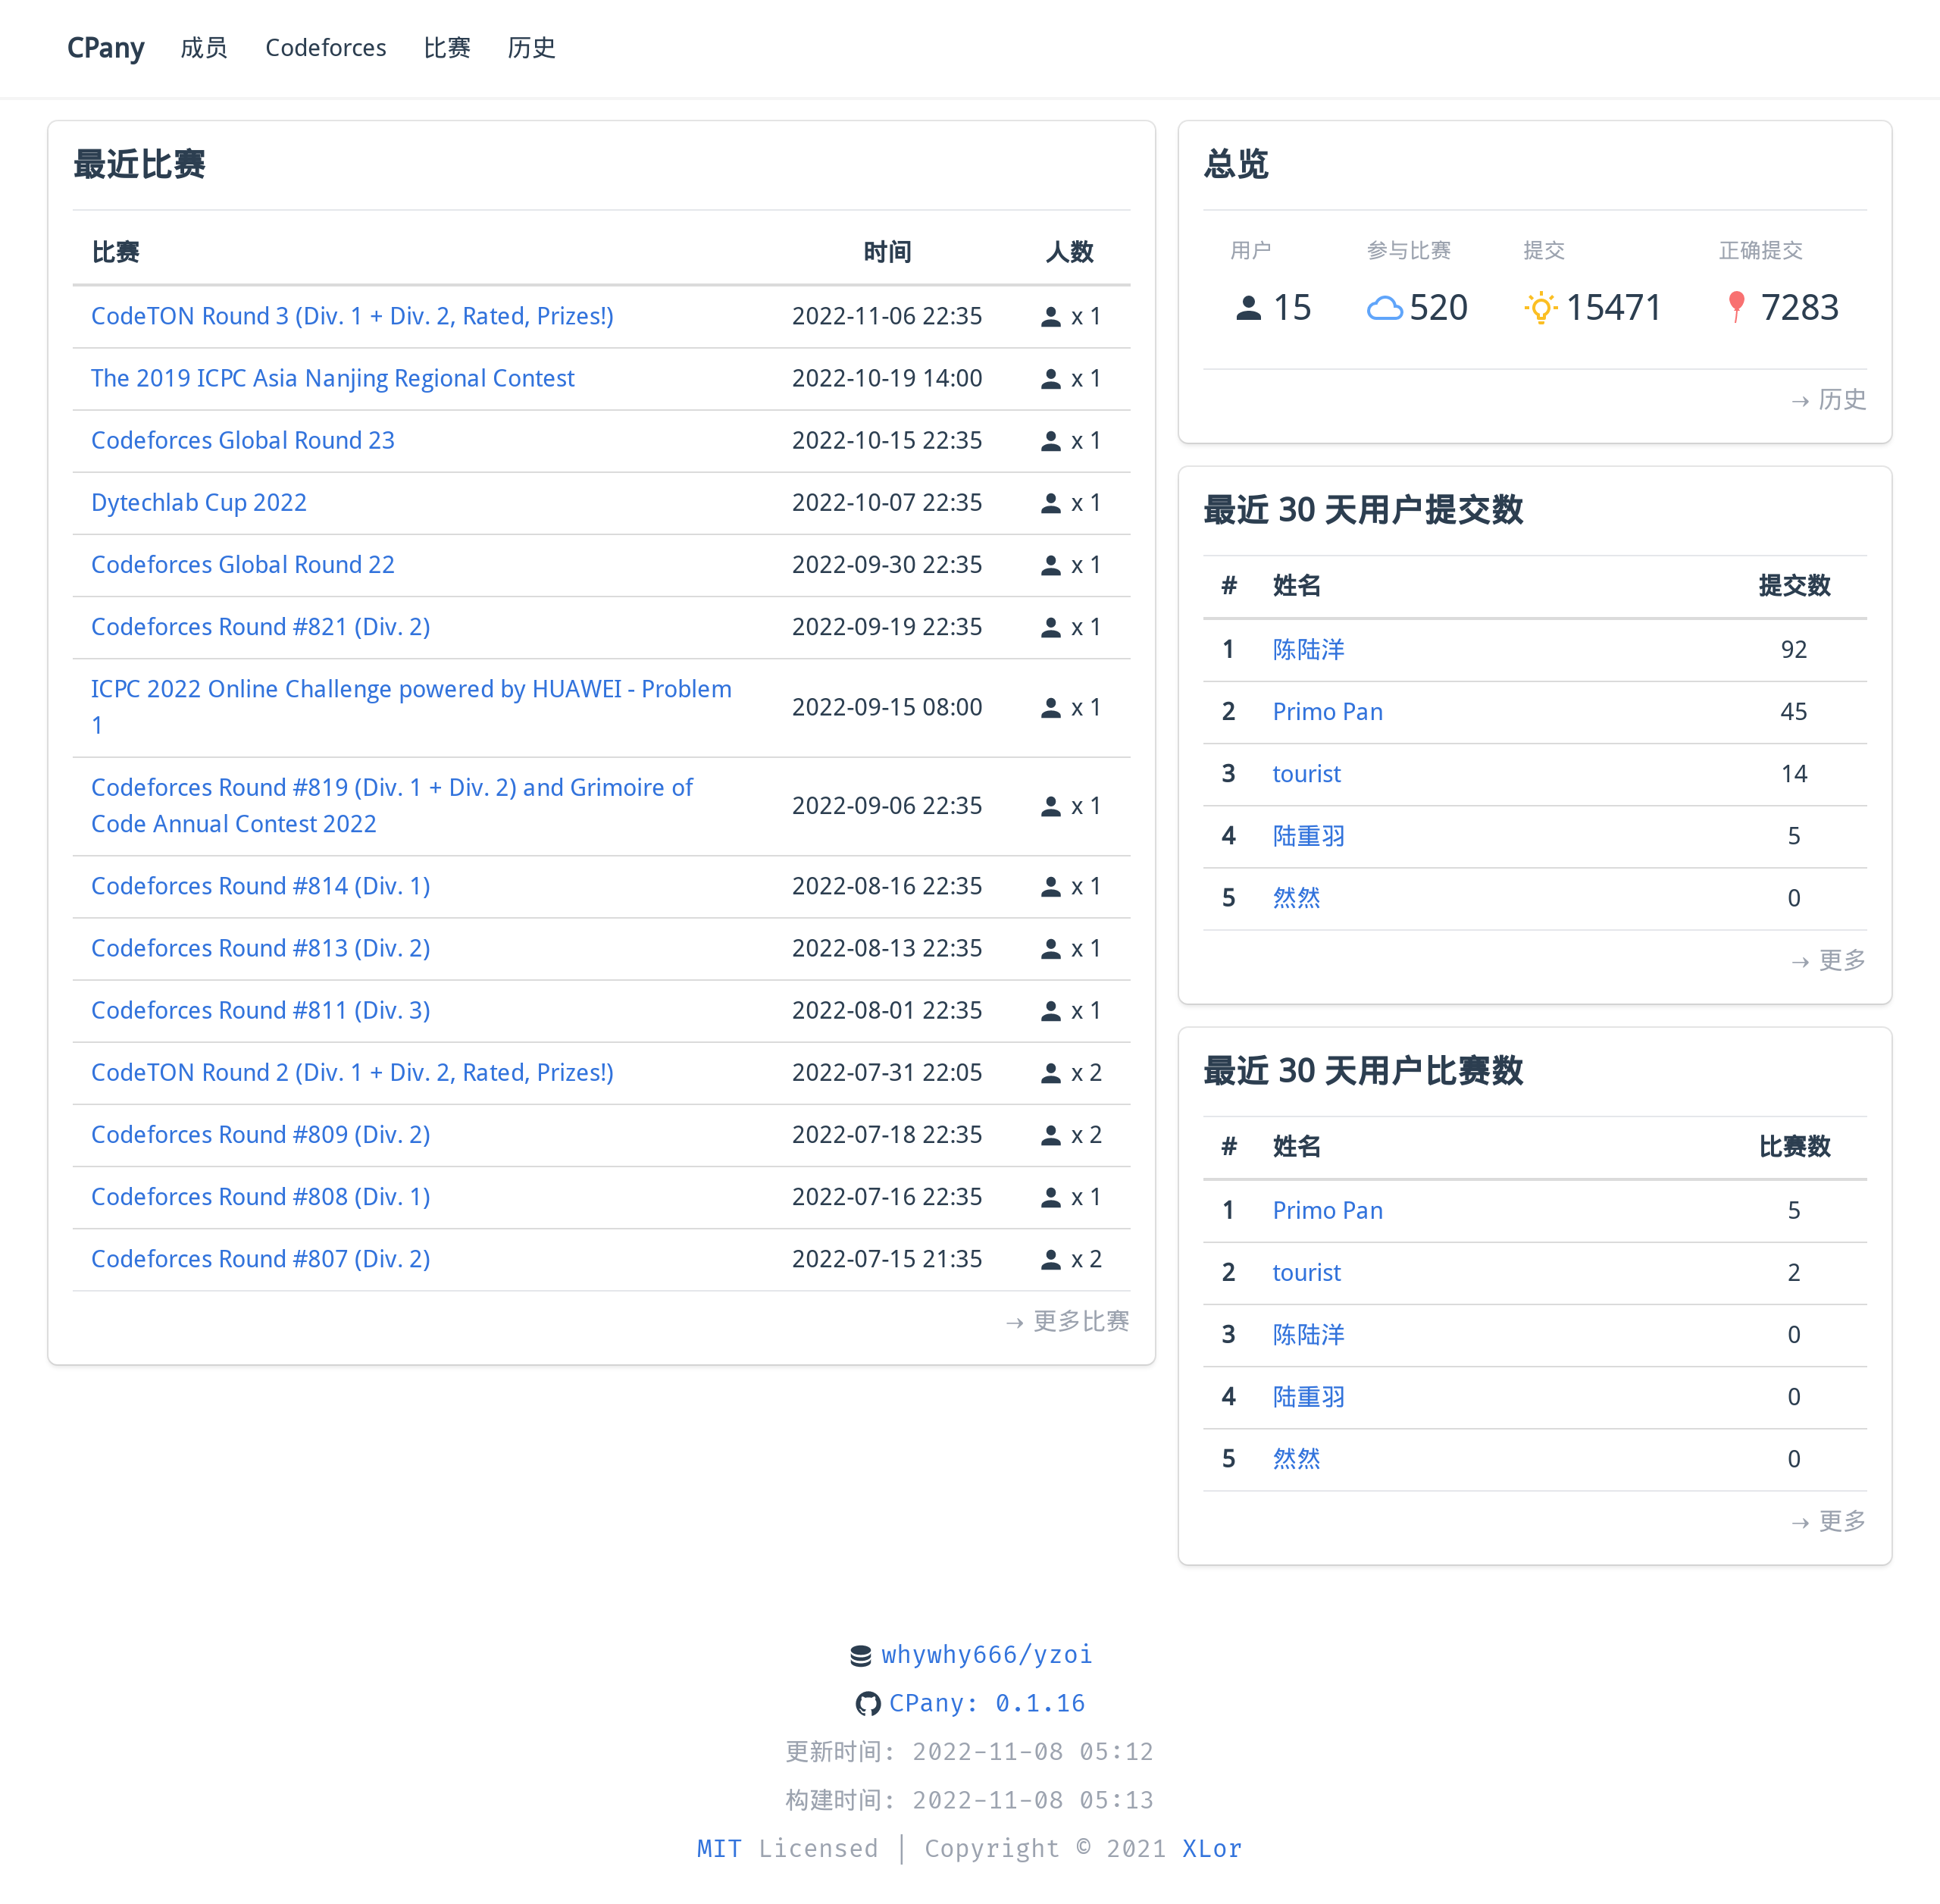 CPany 成员 Codeforces 比赛 历史
最近比赛
比赛 时间 人数
CodeTON Round 3 (Div. 1 + Div. 2, Rated, Prizes!) 2022-11-06 22:35 x 1
The 2019 ICPC Asia Nanjing Regional Contest 2022-10-19 14:00 x 1
Codeforces Global Round 23 2022-10-15 22:35 x 1
Dytechlab Cup 2022 2022-10-07 22:35 x 1
Codeforces Global Round 22 2022-09-30 22:35 x 1
Codeforces Round #821 (Div. 2) 2022-09-19 22:35 x 1
ICPC 2022 Online Challenge powered by HUAWEI - Problem
1 2022-09-15 08:00 x 1
Codeforces Round #819 (Div. 1 + Div. 2) and Grimoire of
Code Annual Contest 2022 2022-09-06 22:35 x 1
Codeforces Round #814 (Div. 1) 2022-08-16 22:35 x 1
Codeforces Round #813 (Div. 2) 2022-08-13 22:35 x 1
Codeforces Round #811 (Div. 3) 2022-08-01 22:35 x 1
CodeTON Round 2 (Div. 1 + Div. 2, Rated, Prizes!) 2022-07-31 22:05 x 2
Codeforces Round #809 (Div. 2) 2022-07-18 22:35 x 2
Codeforces Round #808 (Div. 1) 2022-07-16 22:35 x 1
Codeforces Round #807 (Div. 2) 2022-07-15 21:35 x 2
→ 更多比赛
总览
用户 参与比赛 提交 正确提交
15 520 15471 7283
→ 历史
最近 30 天用户提交数
# 姓名 提交数
1 陈陆洋 92
2 Primo Pan 45
3 tourist 14
4 陆重羽 5
5 然然 0
→ 更多
最近 30 天用户比赛数
# 姓名 比赛数
1 Primo Pan 5
2 tourist 2
3 陈陆洋 0
4 陆重羽 0
5 然然 0
→ 更多
whywhy666/yzoi
CPany: 0.1.16
更新时间: 2022-11-08 05:12
构建时间: 2022-11-08 05:13
MIT Licensed | Copyright © 2021 XLor